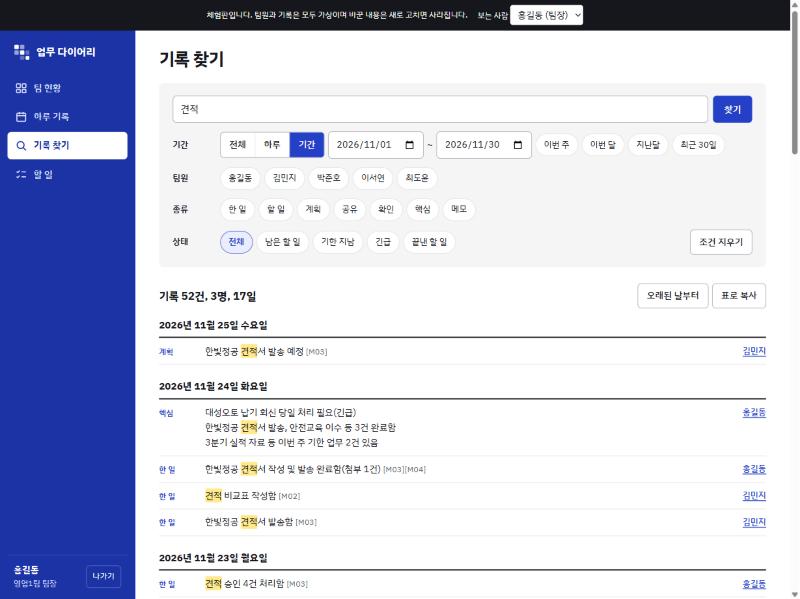 체험판입니다. 팀원과 기록은 모두 가상이며 바꾼 내용은 새로 고치면 사라집니다. 보는 사람 홍길동 (팀장)
업무 다이어리
팀 현황
하루 기록
기록 찾기
할 일
홍길동
영업1팀 팀장
나가기
기록 찾기
견적
찾기
기간 전체 하루 기간 2026/11/01 ~ 2026/11/30 이번 주 이번 달 지난달 최근 30일
팀원 홍길동 김민지 박준호 이서연 최도윤
종류 한 일 할 일 계획 공유 확인 핵심 메모
상태 전체 남은 할 일 기한 지남 긴급 끝낸 할 일 조건 지우기
기록 52건, 3명, 17일 오래된 날부터 표로 복사
2026년 11월 25일 수요일
계획 한빛정공 견적서 발송 예정 [M03] 김민지
2026년 11월 24일 화요일
핵심 대성오토 납기 회신 당일 처리 필요(긴급) 홍길동
한빛정공 견적서 발송, 안전교육 이수 등 3건 완료함
3분기 실적 자료 등 이번 주 기한 업무 2건 있음
한 일 한빛정공 견적서 작성 및 발송 완료함(첨부 1건) [M03][M04] 홍길동
한 일 견적 비교표 작성함 [M02] 김민지
한 일 한빛정공 견적서 발송함 [M03] 김민지
2026년 11월 23일 월요일
한 일 견적 승인 4건 처리함 [M03] 홍길동